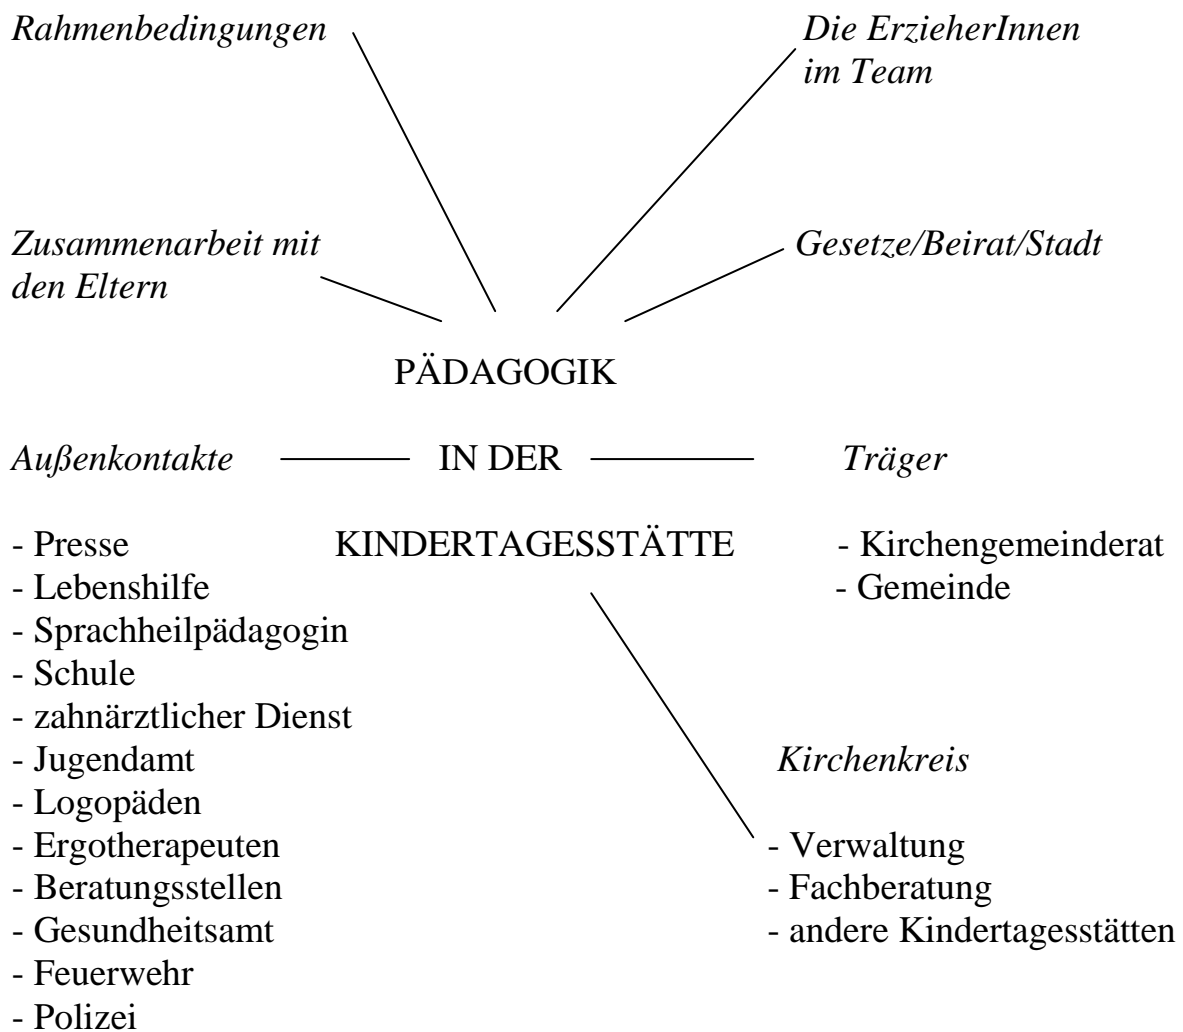 Rahmenbedingungen
Die ErzieherInnen
im Team
Zusammenarbeit mit
den Eltern
Gesetze/Beirat/Stadt
PÄDAGOGIK
Außenkontakte
IN DER
Träger
KINDERTAGESSTÄTTE
- Presse
- Lebenshilfe
- Sprachheilpädagogin
- Schule
- zahnärztlicher Dienst
- Jugendamt
- Logopäden
- Ergotherapeuten
- Beratungsstellen
- Gesundheitsamt
- Feuerwehr
- Polizei
- Kirchengemeinderat
- Gemeinde
Kirchenkreis
- Verwaltung
- Fachberatung
- andere Kindertagesstätten